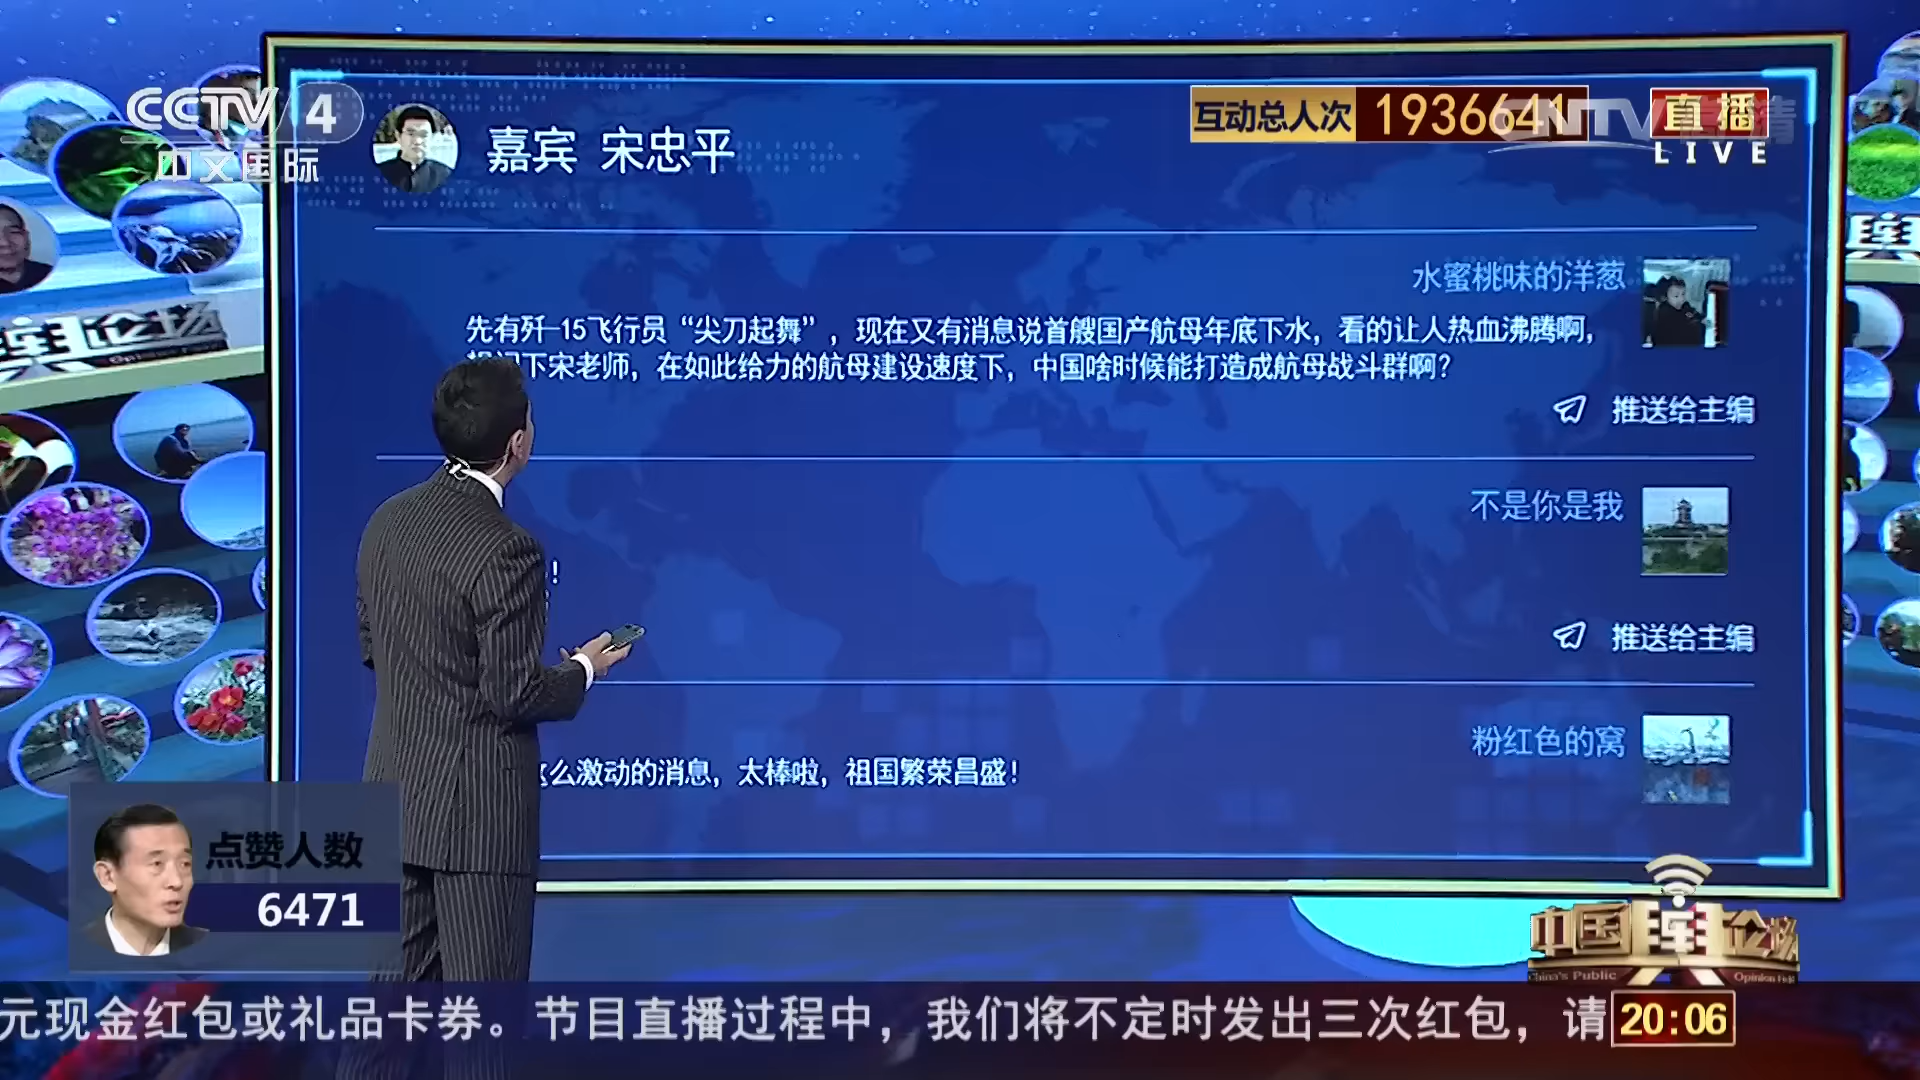 CCTV 4
中文国际
嘉宾 宋忠平
互动总人次 1936641
直播
LIVE
水蜜桃味的洋葱
先有歼-15飞行员“尖刀起舞”，现在又有消息说首艘国产航母年底下水，看的让人热血沸腾啊，
下宋老师，在如此给力的航母建设速度下，中国啥时候能打造成航母战斗群啊？
推送给主编
不是你是我
！
推送给主编
粉红色的窝
么激动的消息，太棒啦，祖国繁荣昌盛！
点赞人数
6471
中国舆论场
China's Public Opinion Field
元现金红包或礼品卡券。节目直播过程中，我们将不定时发出三次红包，请
20:06
舆论场